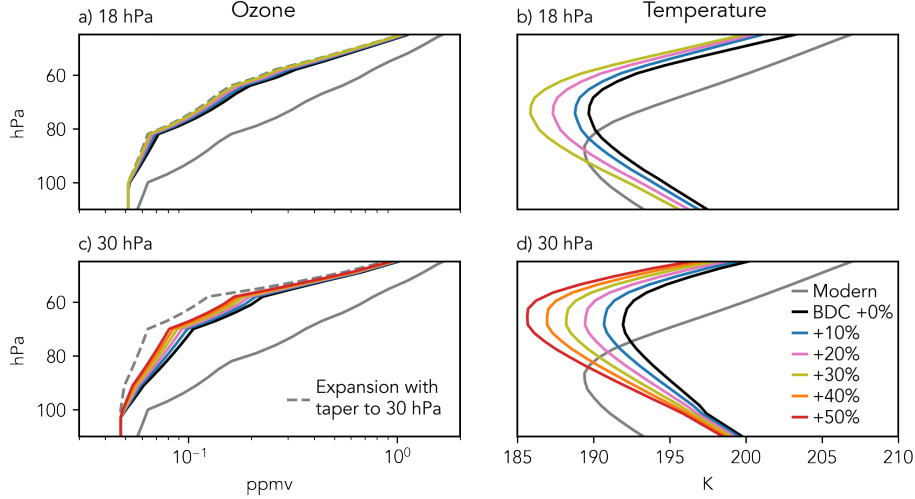 Ozone
Temperature
a) 18 hPa
b) 18 hPa
60
80
100
hPa
c) 30 hPa
d) 30 hPa
60
80
100
hPa
Expansion with
taper to 30 hPa
10⁻¹
10⁰
ppmv
Modern
BDC +0%
+10%
+20%
+30%
+40%
+50%
185
190
195
200
205
210
K